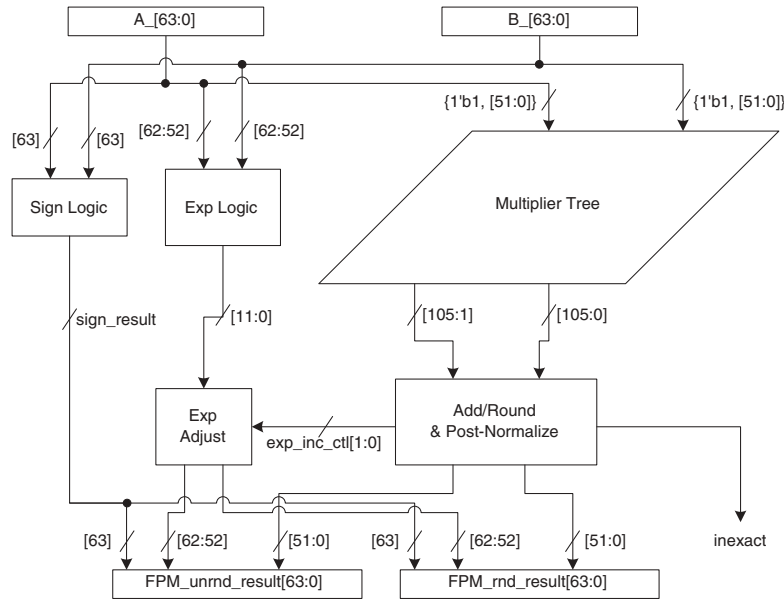 A_[63:0]
B_[63:0]
{1'b1, [51:0]}
{1'b1, [51:0]}
[63]
[63]
[62:52]
[62:52]
Sign Logic
Exp Logic
Multiplier Tree
sign_result
[11:0]
[105:1]
[105:0]
Exp
Adjust
exp_inc_ctl[1:0]
Add/Round
& Post-Normalize
[63]
[62:52]
[51:0]
[63]
[62:52]
[51:0]
inexact
FPM_unrnd_result[63:0]
FPM_rnd_result[63:0]